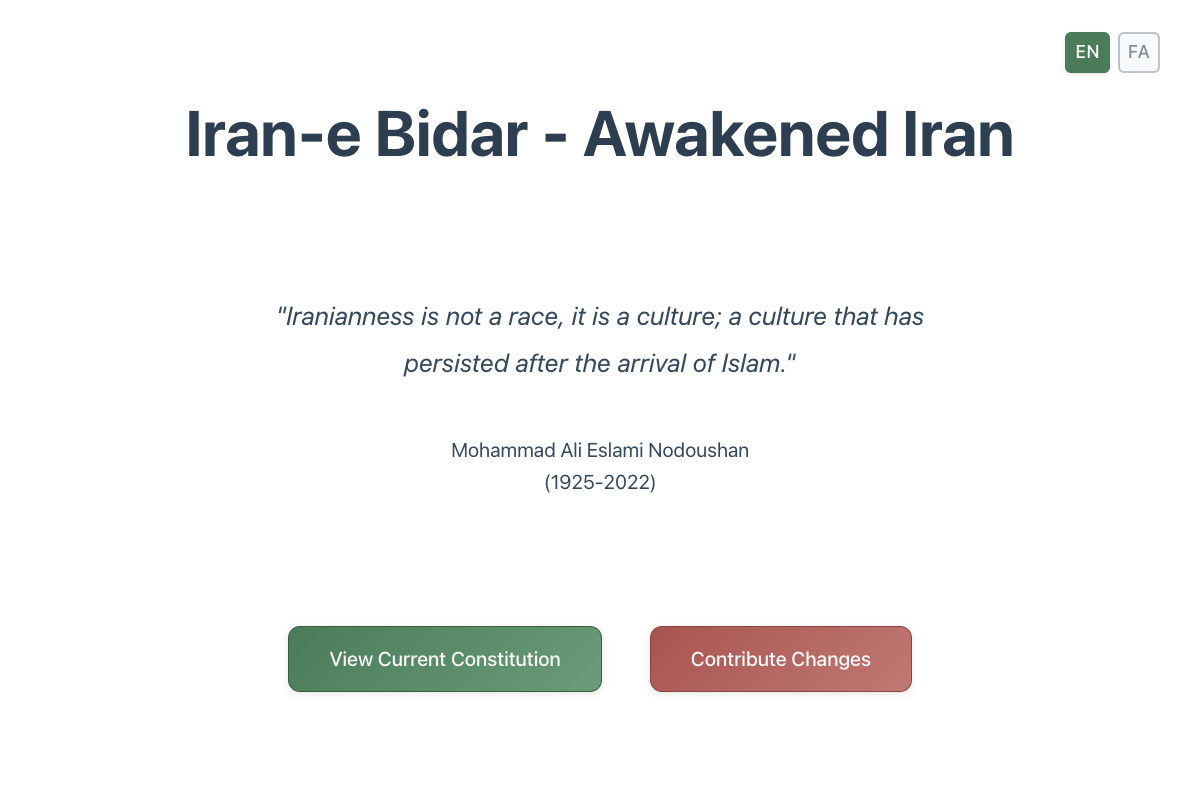 EN
FA
Iran-e Bidar - Awakened Iran
"Iranianness is not a race, it is a culture; a culture that has
persisted after the arrival of Islam."
Mohammad Ali Eslami Nodoushan
(1925-2022)
View Current Constitution
Contribute Changes